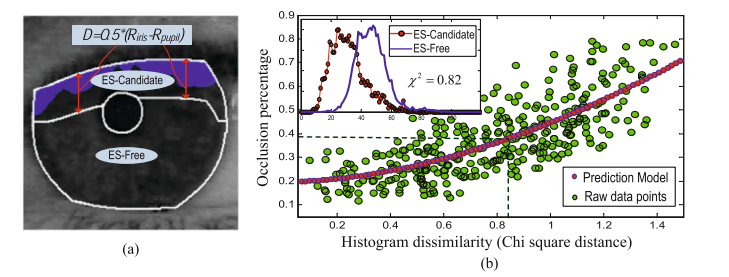 D=0.5*(Riris-Rpupil)
ES-Candidate
ES-Free
(a)
Occlusion percentage
0.9
0.8
0.7
0.6
0.5
0.4
0.3
0.2
0.1
ES-Candidate
ES-Free
χ² = 0.82
0 20 40 60 80
Prediction Model
Raw data points
0.2 0.4 0.6 0.8 1 1.2 1.4
Histogram dissimilarity (Chi square distance)
(b)